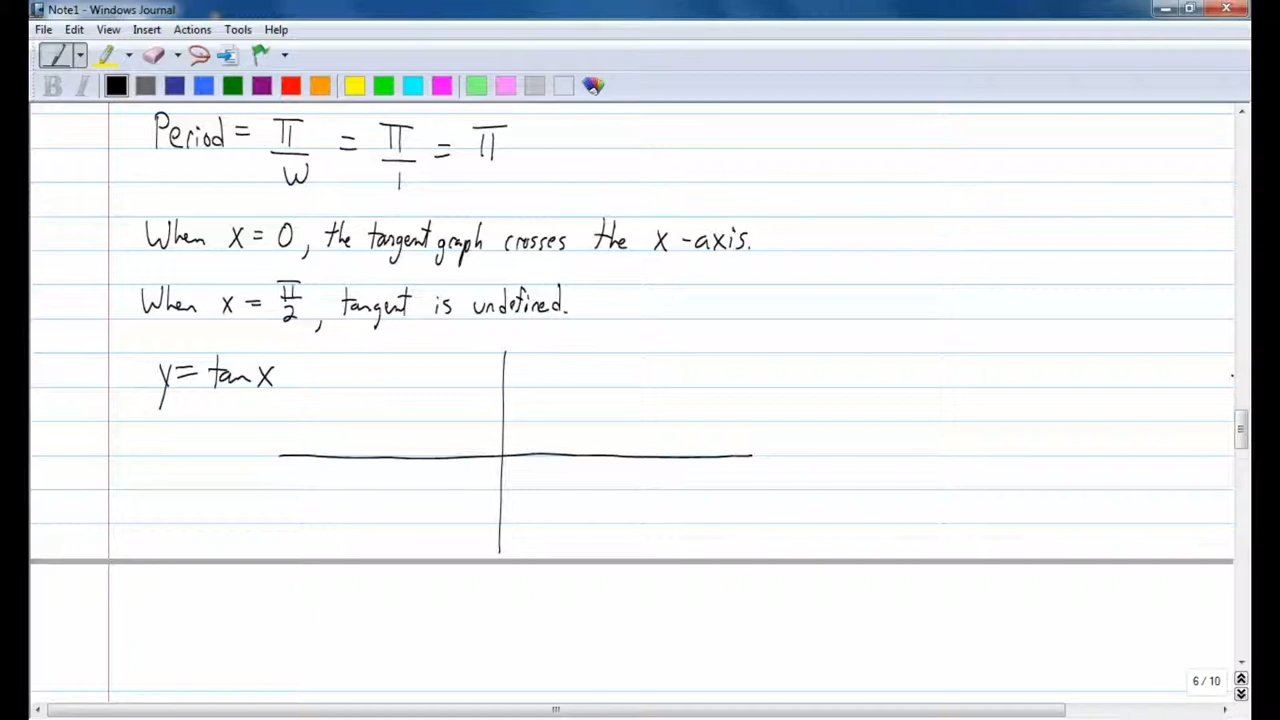 Note1 - Windows Journal
File Edit View Insert Actions Tools Help
B I
Period = π/w = π/1 = π
When x = 0, the tangent graph crosses the x-axis.
When x = π/2, tangent is undefined.
y = tan x
6 / 10